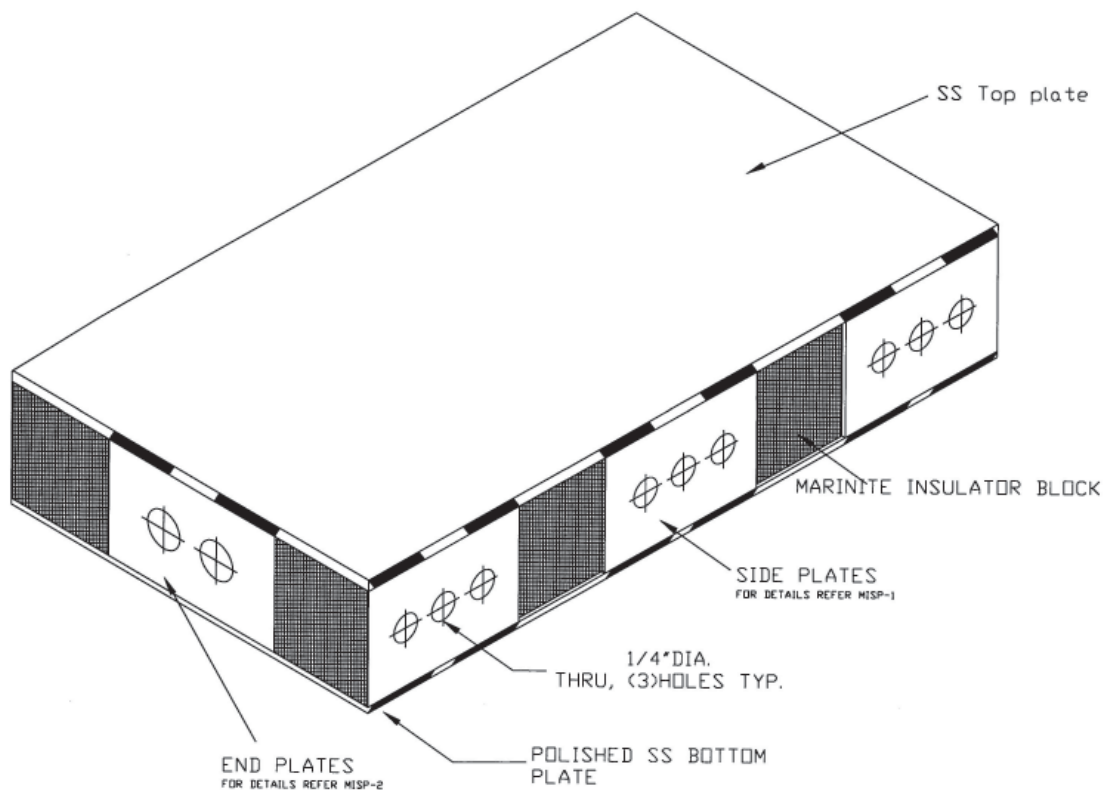 SS Top plate
MARINITE INSULATOR BLOCK
SIDE PLATES
FOR DETAILS REFER MISP-1
1/4"DIA.
THRU, (3)HOLES TYP.
POLISHED SS BOTTOM
PLATE
END PLATES
FOR DETAILS REFER MISP-2